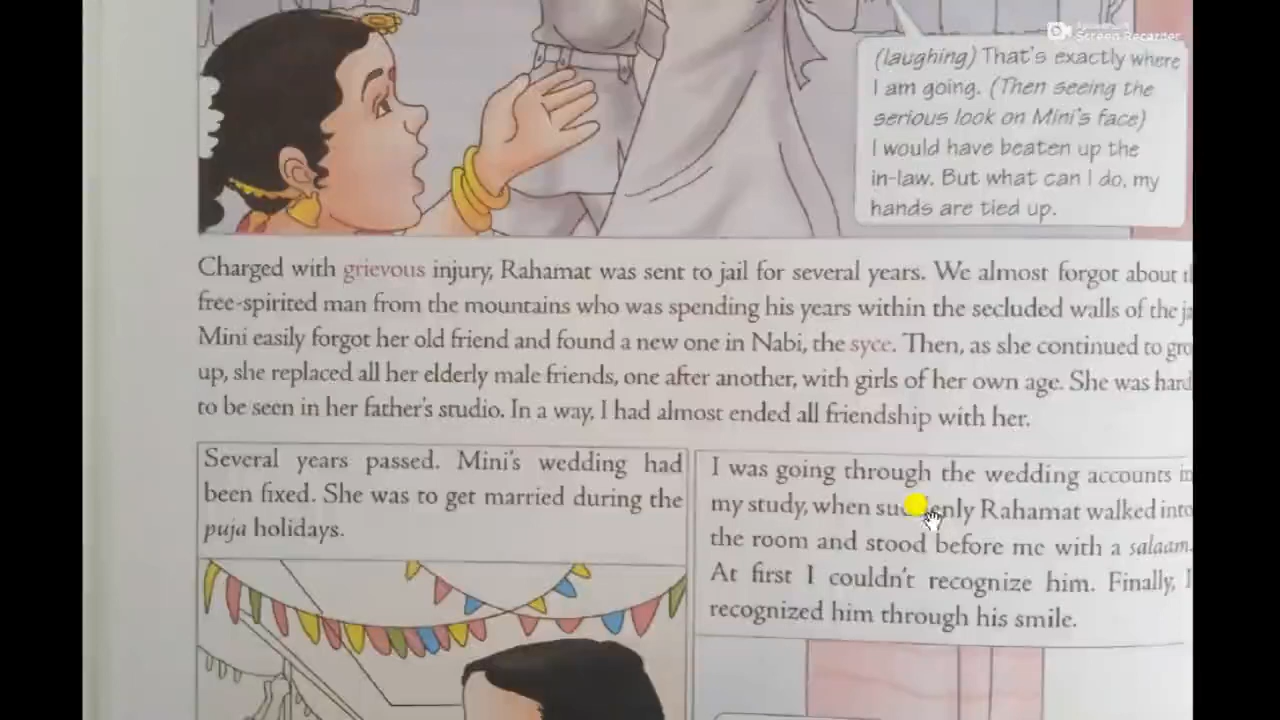 Screen Recorder
(laughing) That's exactly where
I am going. (Then seeing the
serious look on Mini's face)
I would have beaten up the
in-law. But what can I do, my
hands are tied up.
Charged with grievous injury, Rahamat was sent to jail for several years. We almost forgot about
free-spirited man from the mountains who was spending his years within the secluded walls of the
Mini easily forgot her old friend and found a new one in Nabi, the syce. Then, as she continued to
up, she replaced all her elderly male friends, one after another, with girls of her own age. She was
to be seen in her father's studio. In a way, I had almost ended all friendship with her.
Several years passed. Mini's wedding had
been fixed. She was to get married during the
puja holidays.
I was going through the wedding accounts in
my study, when suddenly Rahamat walked into
the room and stood before me with a salaam.
At first I couldn't recognize him. Finally, I
recognized him through his smile.